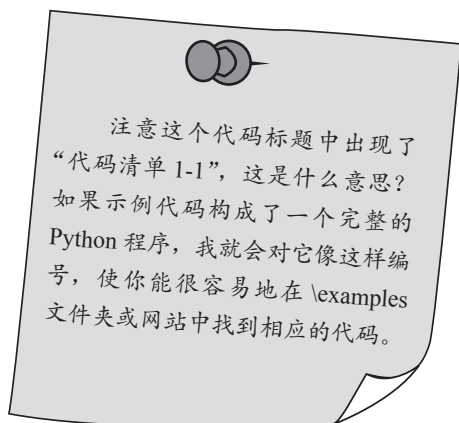 注意这个代码标题中出现了
“代码清单 1-1”，这是什么意思？
如果示例代码构成了一个完整的
Python 程序，我就会对它像这样编
号，使你能很容易地在 \examples
文件夹或网站中找到相应的代码。